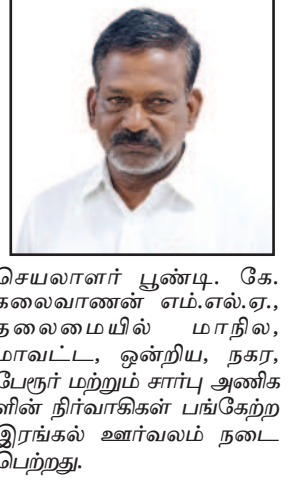 செயலாளர் பூண்டி. கே.
கலைவாணன் எம்.எல்.ஏ.,
தலைமையில் மாநில,
மாவட்ட, ஒன்றிய, நகர,
பேரூர் மற்றும் சார்பு அணிக
ளின் நிர்வாகிகள் பங்கேற்ற
இரங்கல் ஊர்வலம் நடை
பெற்றது.